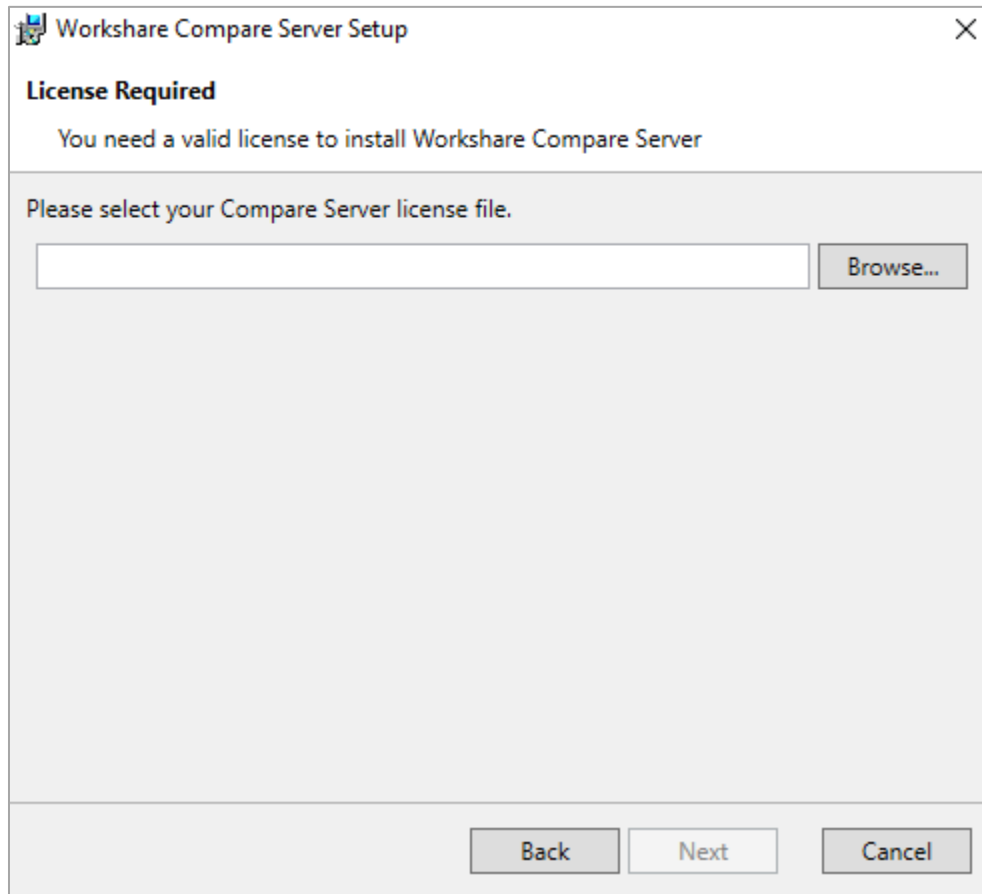 Workshare Compare Server Setup
License Required
You need a valid license to install Workshare Compare Server
Please select your Compare Server license file.
Browse...
Back Next Cancel